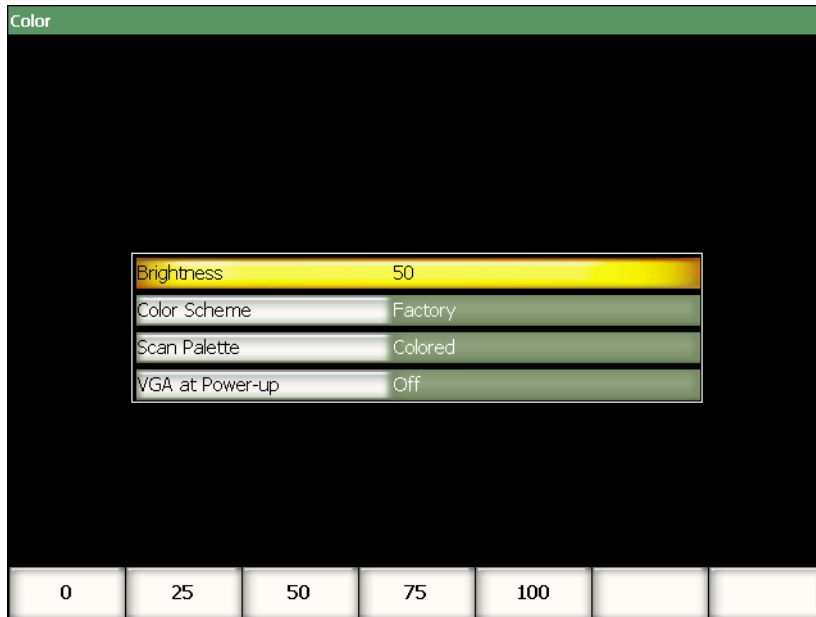 Color
Brightness 50
Color Scheme Factory
Scan Palette Colored
VGA at Power-up Off
0 25 50 75 100